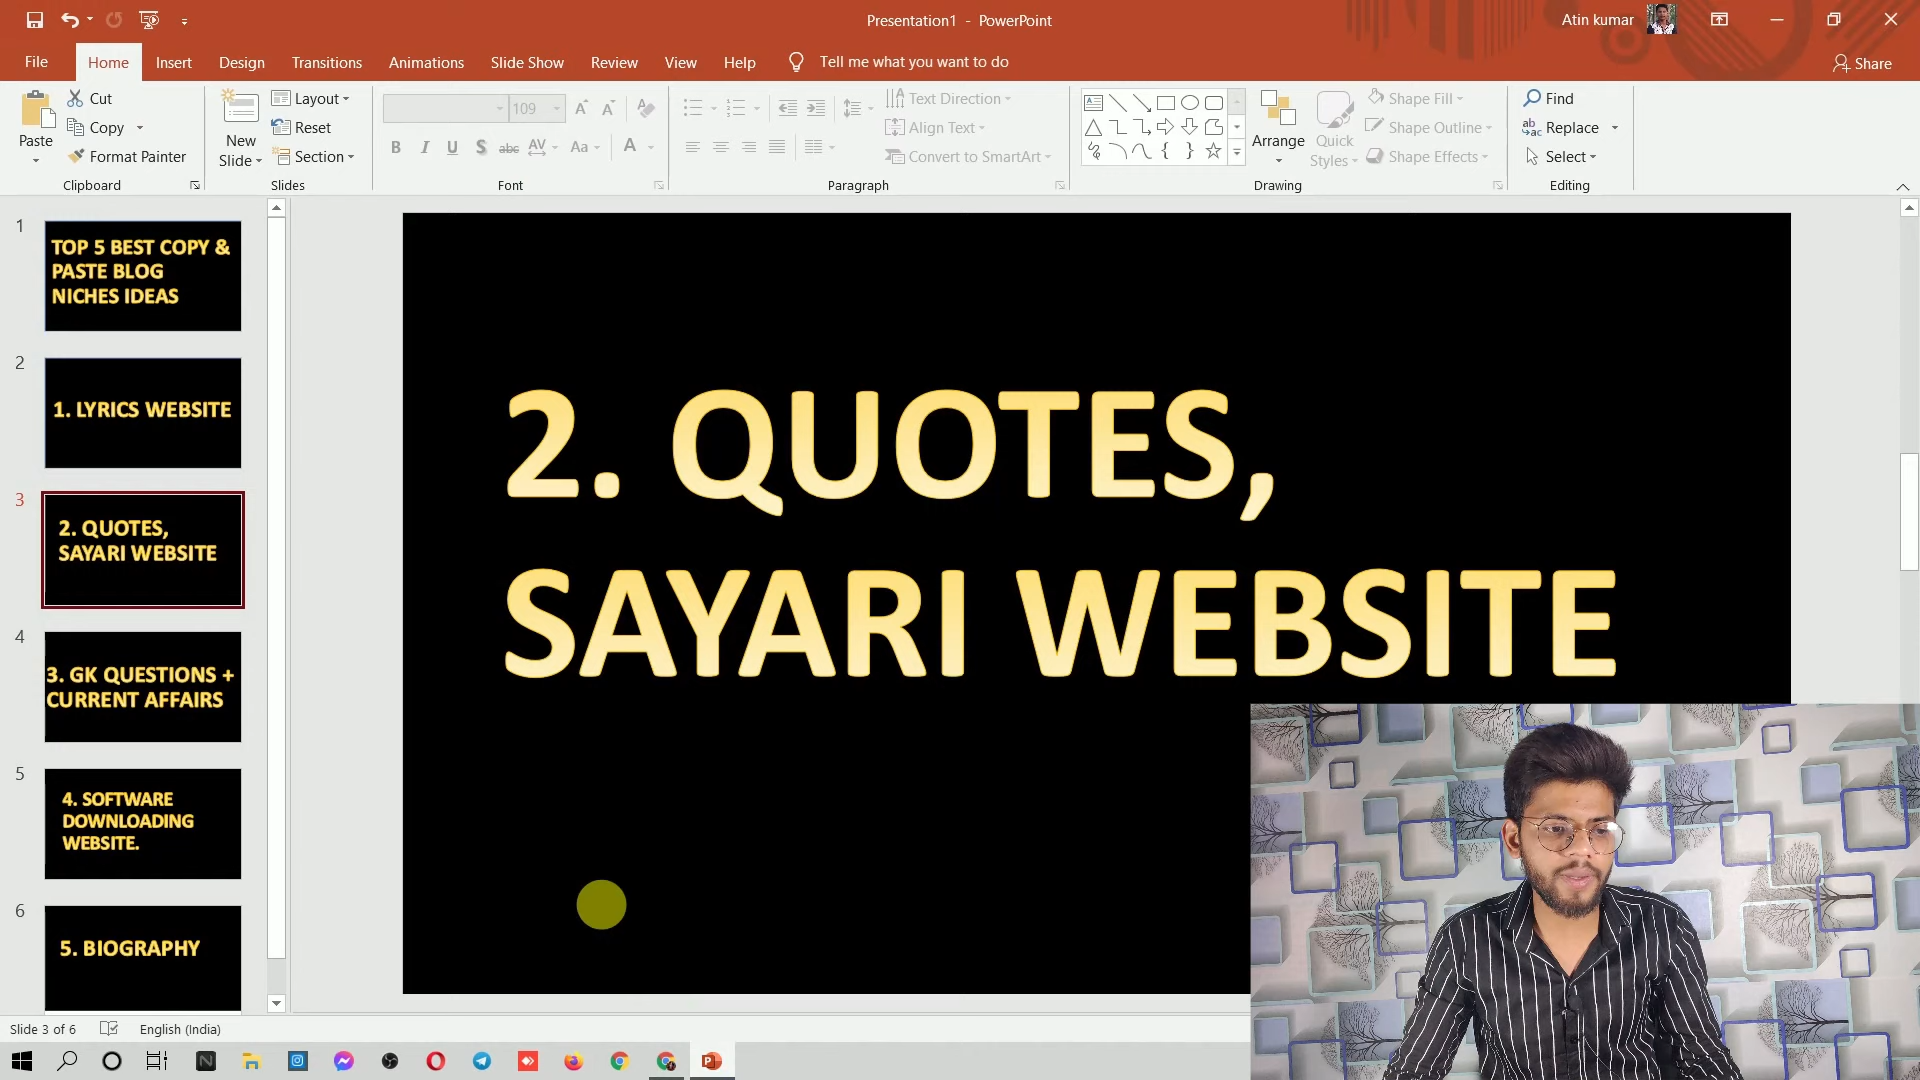 Presentation1 - PowerPoint
Atin kumar
File Home Insert Design Transitions Animations Slide Show Review View Help Tell me what you want to do
Share
Paste
Cut
Copy
Format Painter
Clipboard
New Slide
Layout
Reset
Section
Slides
109
B I U S abc AV Aa A
Font
Text Direction
Align Text
Convert to SmartArt
Paragraph
Arrange
Quick Styles
Shape Fill
Shape Outline
Shape Effects
Drawing
Find
Replace
Select
Editing
1
TOP 5 BEST COPY &
PASTE BLOG
NICHES IDEAS
2
1. LYRICS WEBSITE
3
2. QUOTES,
SAYARI WEBSITE
4
3. GK QUESTIONS +
CURRENT AFFAIRS
5
4. SOFTWARE
DOWNLOADING
WEBSITE.
6
5. BIOGRAPHY
2. QUOTES,
SAYARI WEBSITE
Slide 3 of 6 English (India)